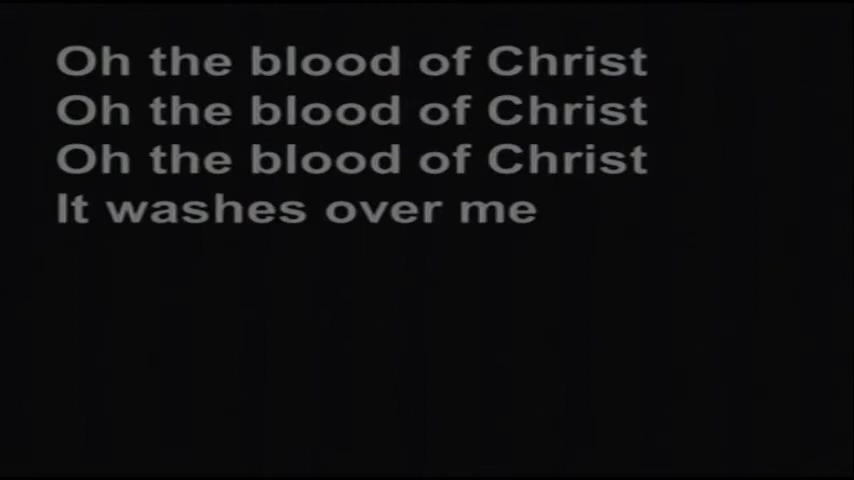 Oh the blood of Christ
Oh the blood of Christ
Oh the blood of Christ
It washes over me